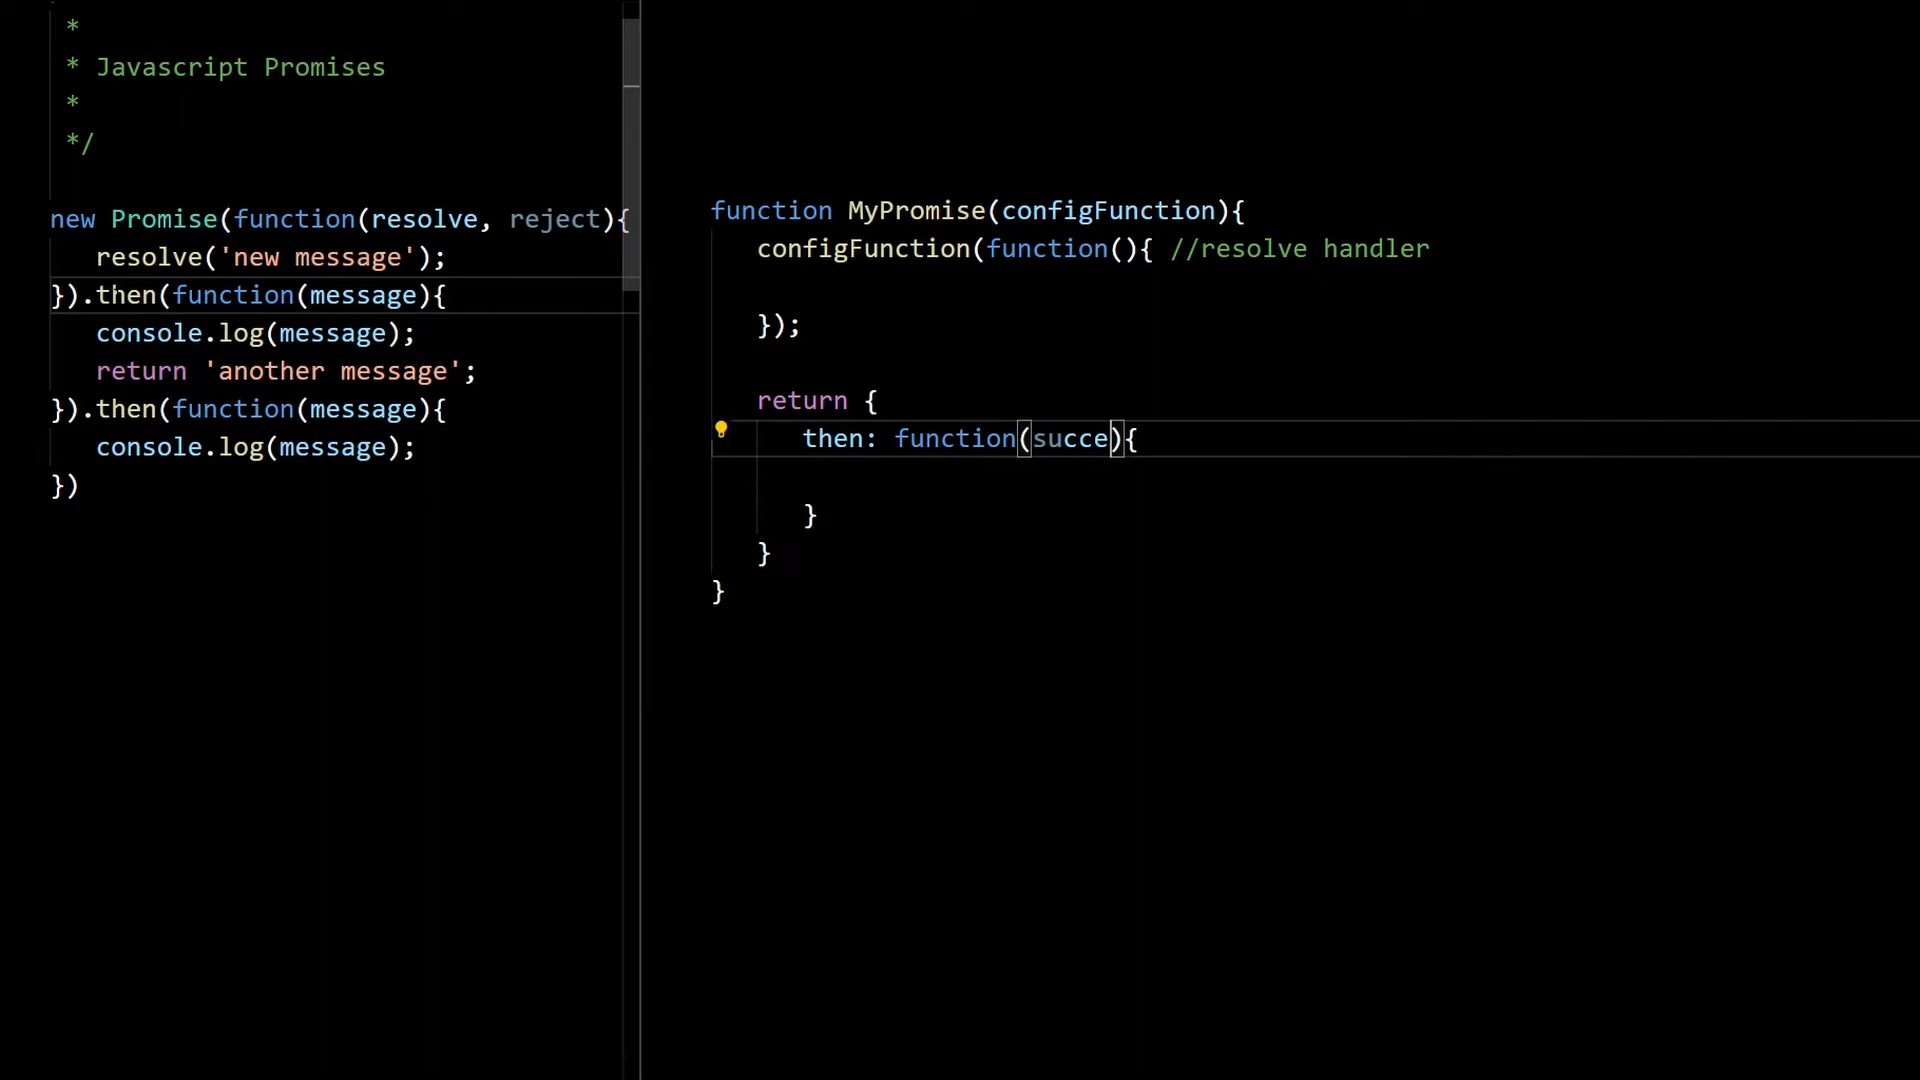 *
* Javascript Promises
*
*/
new Promise(function(resolve, reject){
resolve('new message');
}).then(function(message){
console.log(message);
return 'another message';
}).then(function(message){
console.log(message);
})
function MyPromise(configFunction){
configFunction(function(){ //resolve handler
});
return {
then: function(succe){
}
}
}